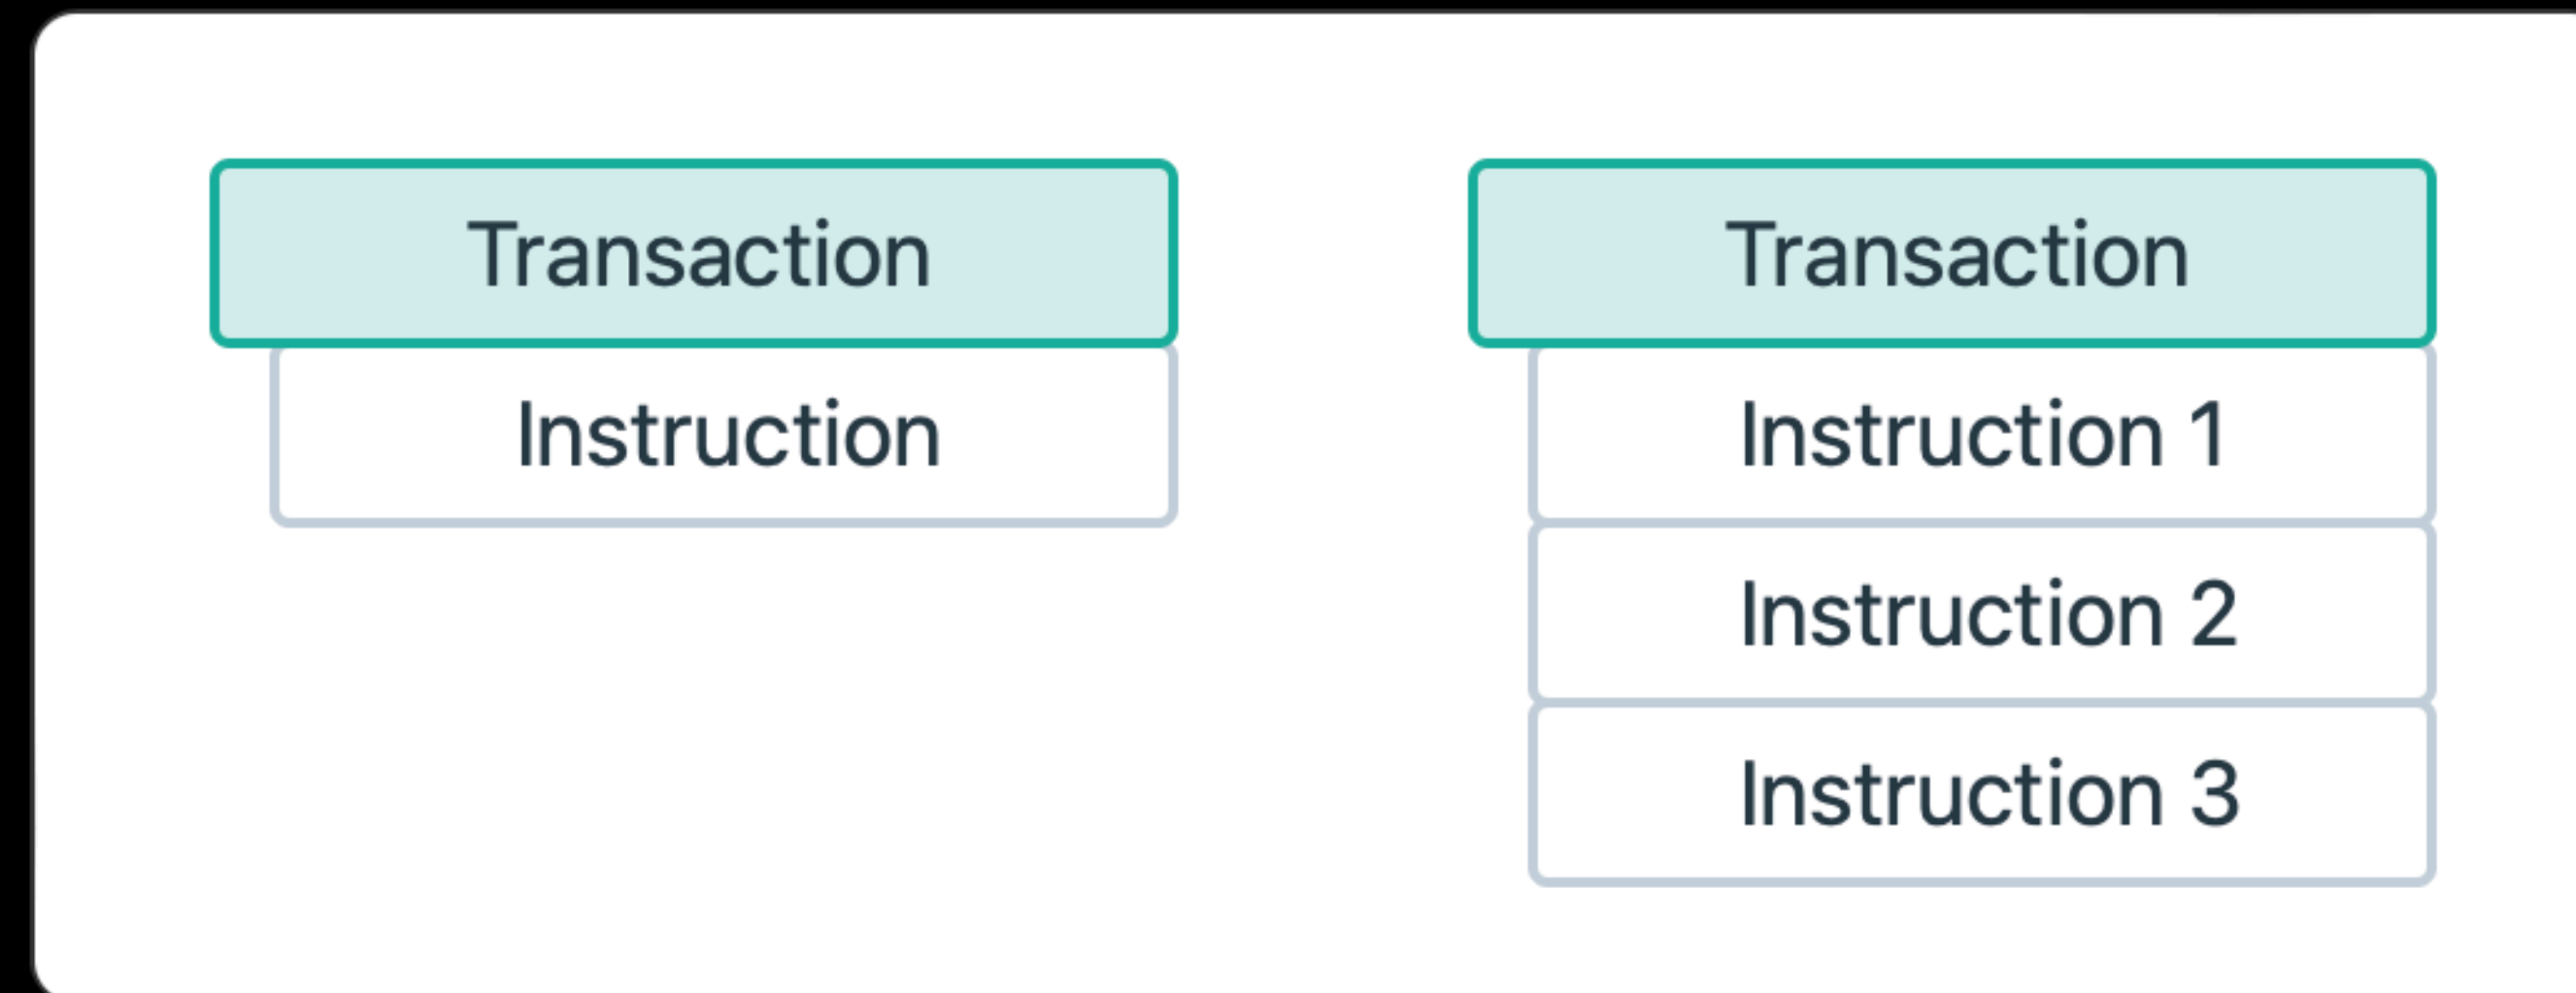 Transaction
Instruction
Transaction
Instruction 1
Instruction 2
Instruction 3